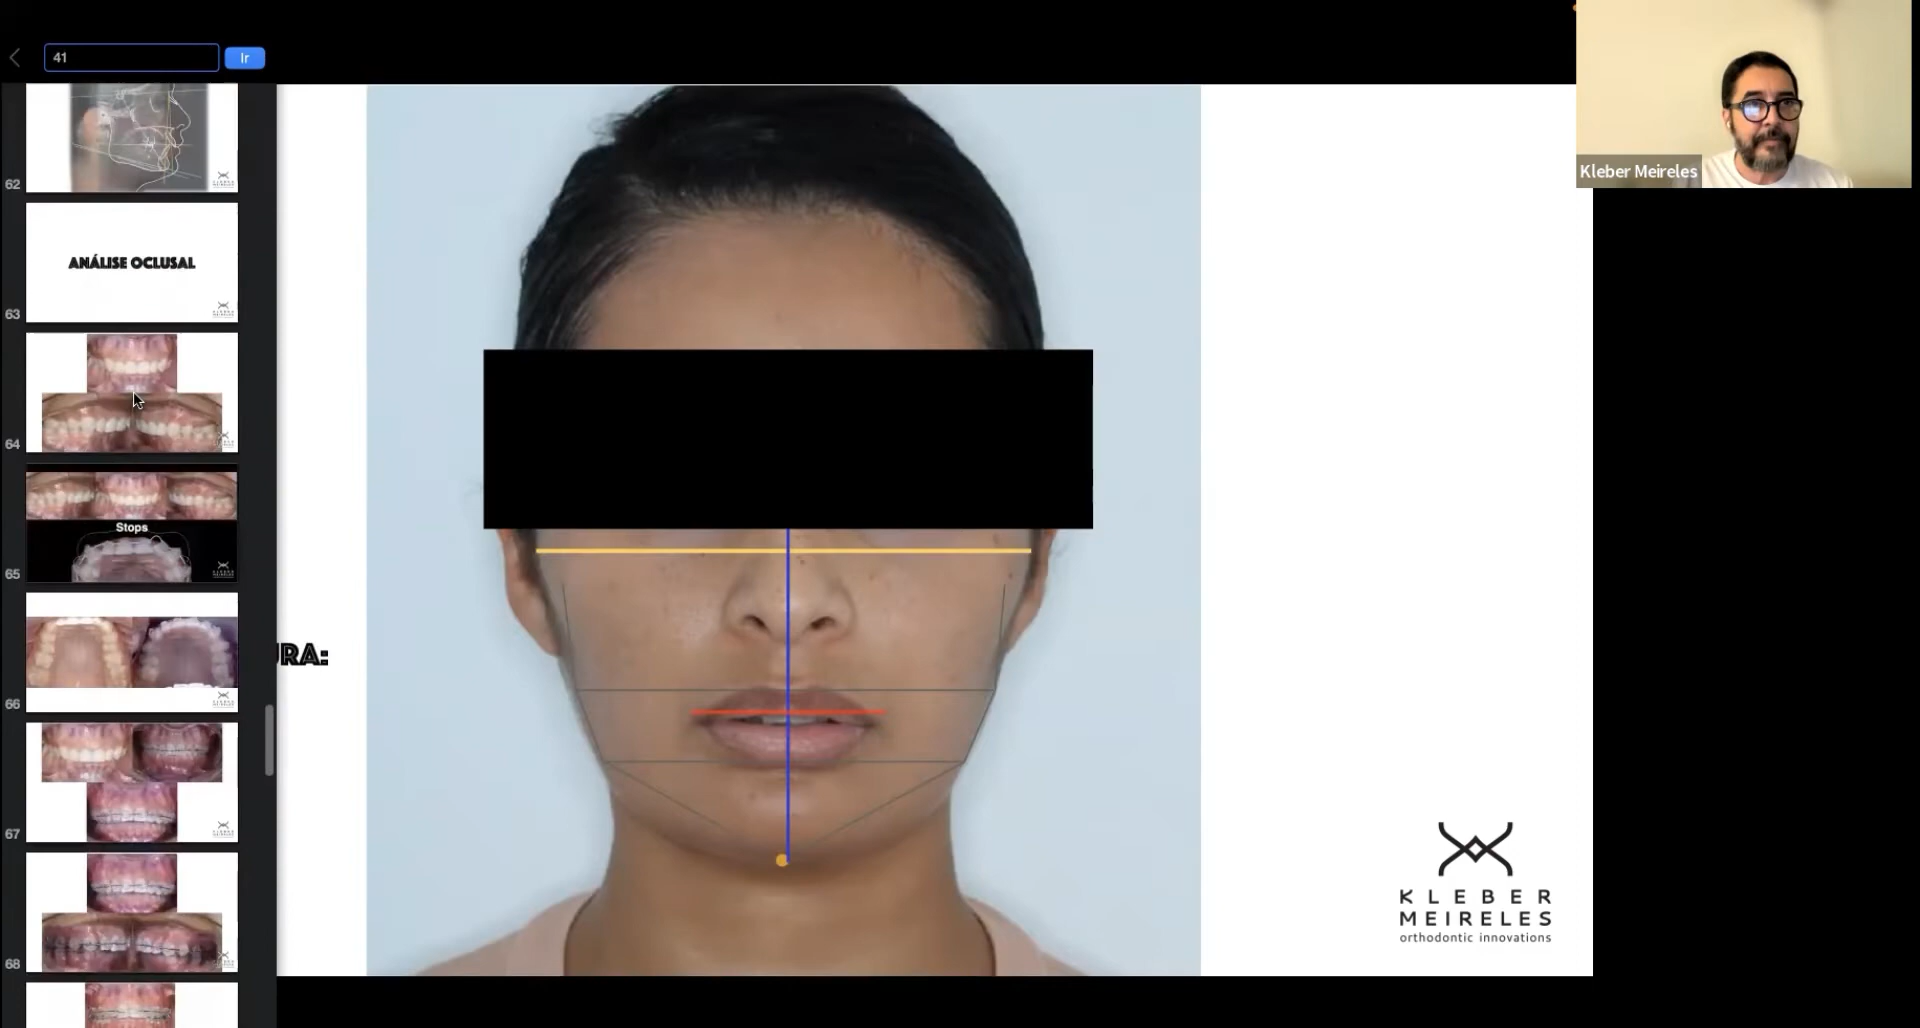 41
Ir
62
ANÁLISE OCLUSAL
63
64
Stops
65
66
67
68
URA:
Kleber Meireles
KLEBER
MEIRELES
orthodontic innovations